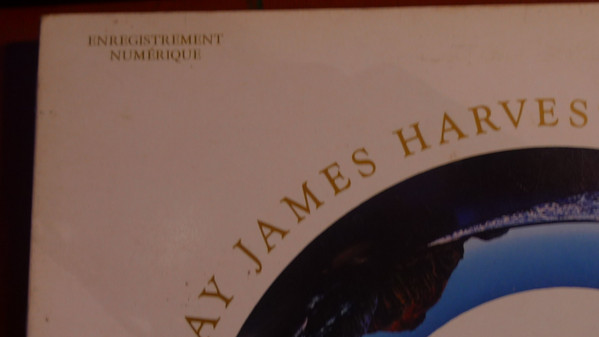 ENREGISTREMENT
NUMÉRIQUE
AY JAMES HARVES